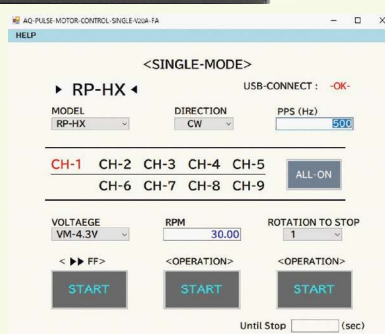 AQ-PULSE-MOTOR-CONTROL-SINGLE-V20A-FA
HELP
<SINGLE-MODE>
▶ RP-HX ◀
USB-CONNECT : -OK-
MODEL DIRECTION PPS (Hz)
RP-HX CW 500
CH-1 CH-2 CH-3 CH-4 CH-5
ALL-ON
CH-6 CH-7 CH-8 CH-9
VOLTAEGE RPM ROTATION TO STOP
VM-4.3V 30.00 1
< ▶▶ FF> <OPERATION> <OPERATION>
START START START
Until Stop (sec)